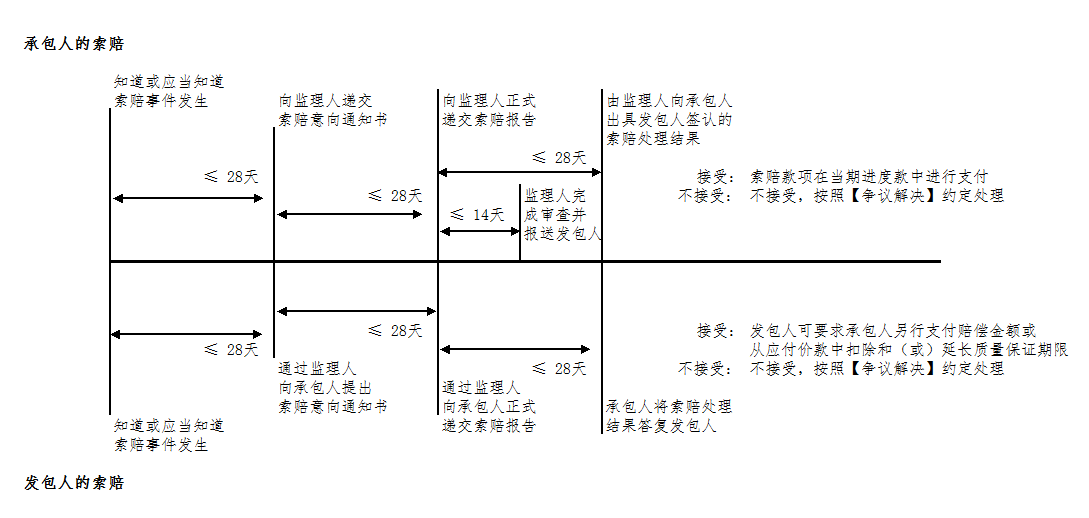 承包人的索赔
知道或应当知道
索赔事件发生
向监理人递交
索赔意向通知书
向监理人正式
递交索赔报告
由监理人向承包人
出具发包人签认的
索赔处理结果
≤ 28天
≤ 28天
≤ 28天
≤ 14天
监理人完
成审查并
报送发包人
接受: 索赔款项在当期进度款中进行支付
不接受: 不接受,按照【争议解决】约定处理
≤ 28天
≤ 28天
≤ 28天
接受: 发包人可要求承包人另行支付赔偿金额或
从应付价款中扣除和（或）延长质量保证期限
不接受: 不接受,按照【争议解决】约定处理
知道或应当知道
索赔事件发生
通过监理人
向承包人提出
索赔意向通知书
通过监理人
向承包人正式
递交索赔报告
承包人将索赔处理
结果答复发包人
发包人的索赔